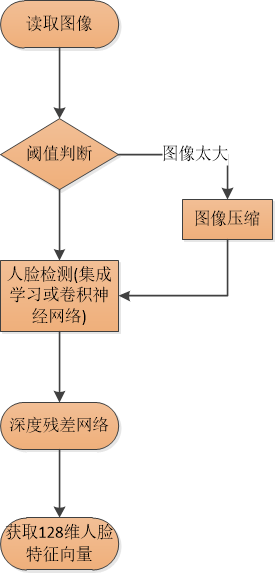 读取图像
阈值判断
图像太大
图像压缩
人脸检测(集成
学习或卷积神
经网络)
深度残差网络
获取128维人脸
特征向量